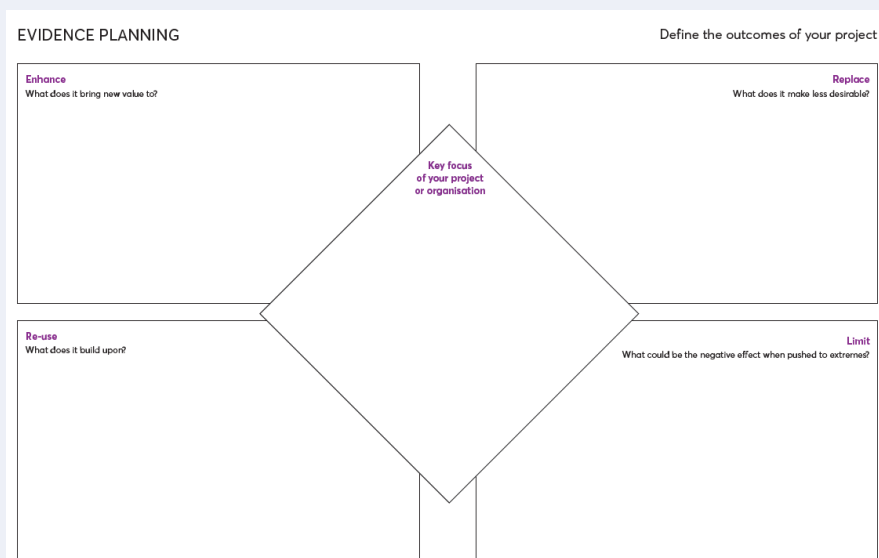 EVIDENCE PLANNING
Define the outcomes of your project
Enhance
What does it bring new value to?
Replace
What does it make less desirable?
Key focus
of your project
or organisation
Re-use
What does it build upon?
Limit
What could be the negative effect when pushed to extremes?